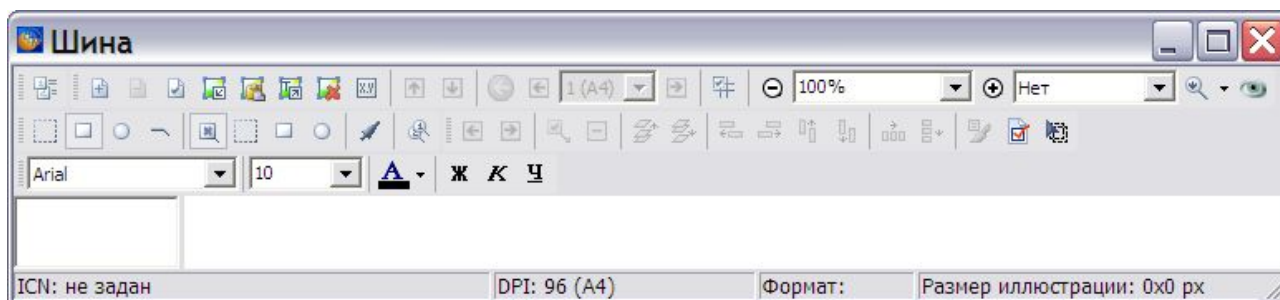 Шина
X.Y 1 (A4) 100% Нет
Arial 10 A Ж К Ч
ICN: не задан DPI: 96 (A4) Формат: Размер иллюстрации: 0x0 px